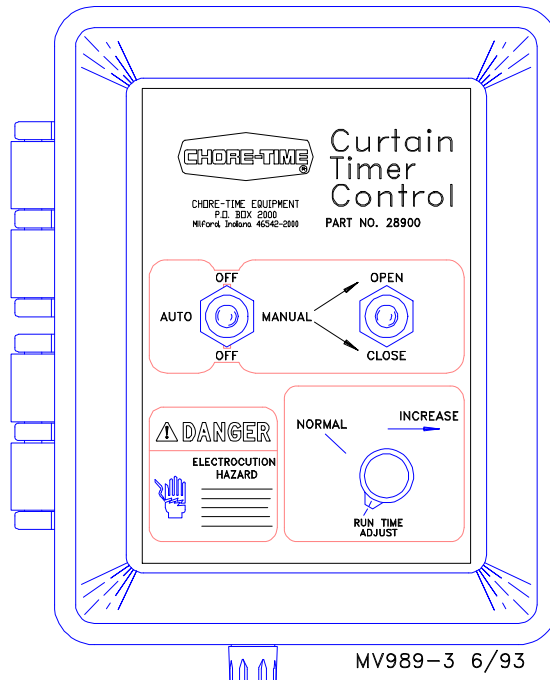 CHORE-TIME
®
Curtain
Timer
Control
CHORE-TIME EQUIPMENT
P.O. BOX 2000
Milford, Indiana 46542-2000
PART NO. 28900
OFF
OPEN
AUTO
MANUAL
OFF
CLOSE
DANGER
ELECTROCUTION
HAZARD
NORMAL
INCREASE
RUN TIME
ADJUST
MV989-3 6/93